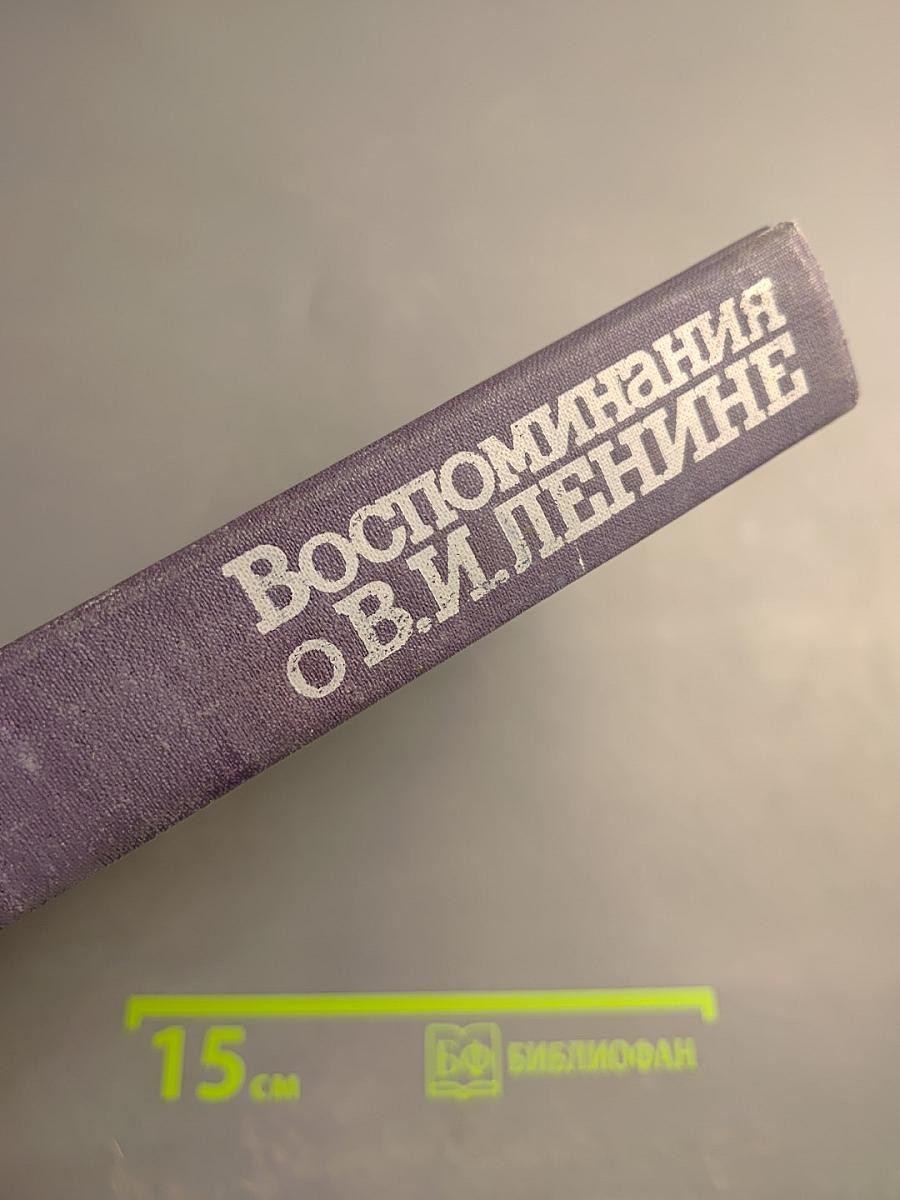 Воспоминания
о В.И.ЛЕНИНЕ
15 см
БФ БИБЛИОФАН